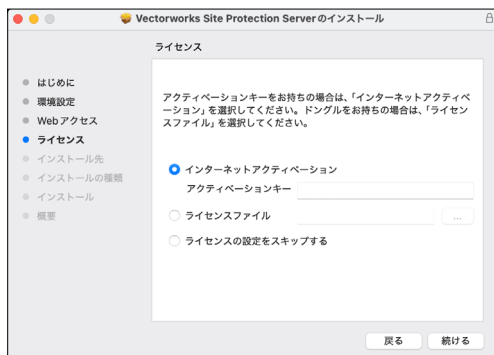 Vectorworks Site Protection Serverのインストール
ライセンス
はじめに
環境設定
Webアクセス
ライセンス
インストール先
インストールの種類
インストール
概要
アクティベーションキーをお持ちの場合は、「インターネットアクティベ
ーション」を選択してください。ドングルをお持ちの場合は、「ライセン
スファイル」を選択してください。
インターネットアクティベーション
アクティベーションキー
ライセンスファイル
...
ライセンスの設定をスキップする
戻る
続ける